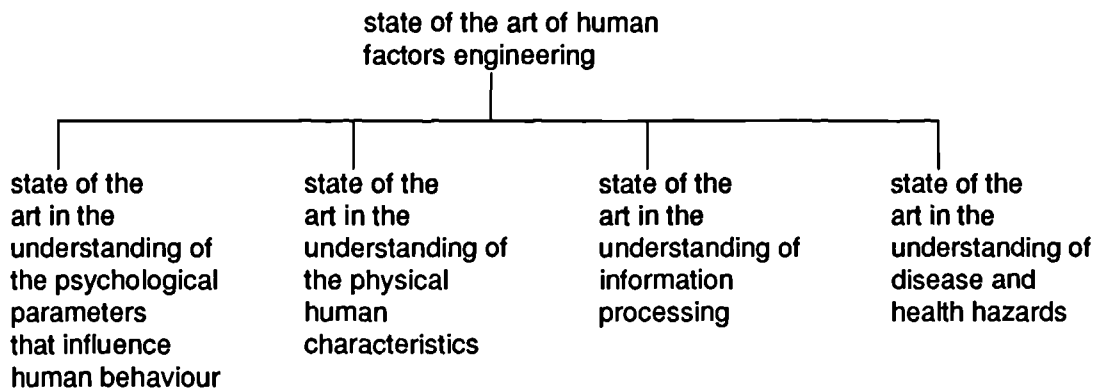 state of the art of human
factors engineering
state of the
art in the
understanding of
the psychological
parameters
that influence
human behaviour
state of the
art in the
understanding of
the physical
human
characteristics
state of the
art in the
understanding of
information
processing
state of the
art in the
understanding of
disease and
health hazards